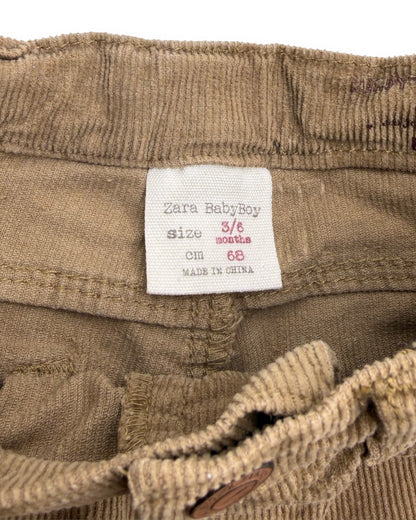 Zara BabyBoy
size 3/6
months
cm 68
MADE IN CHINA